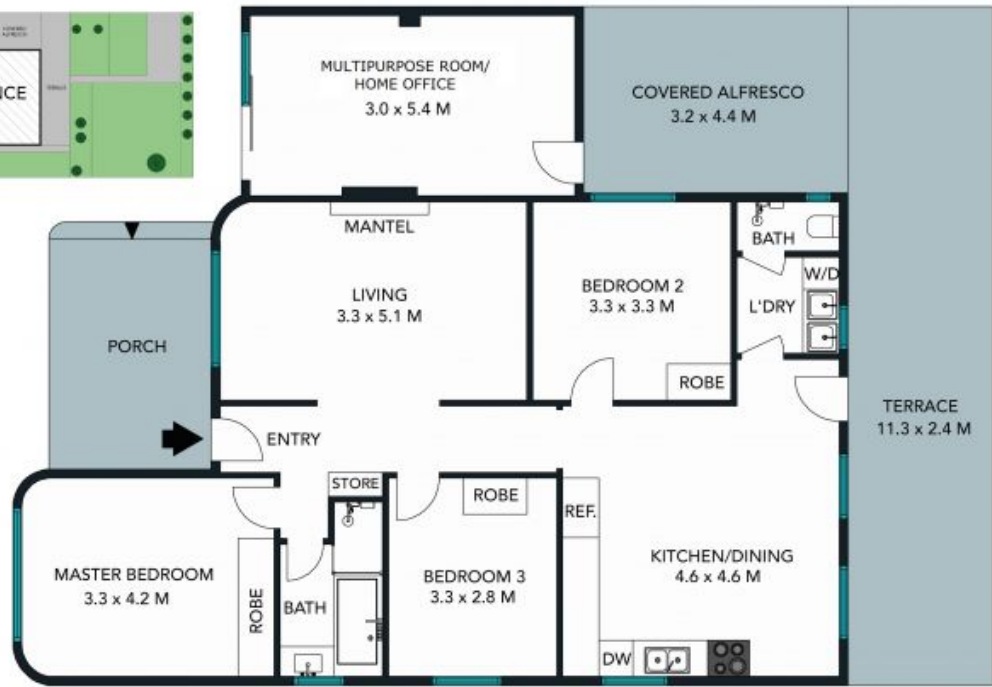 NCE
MULTIPURPOSE ROOM/
HOME OFFICE
3.0 x 5.4 M
COVERED ALFRESCO
3.2 x 4.4 M
MANTEL
BATH
LIVING
3.3 x 5.1 M
BEDROOM 2
3.3 x 3.3 M
W/D
L'DRY
PORCH
ROBE
TERRACE
11.3 x 2.4 M
ENTRY
STORE
ROBE
REF.
MASTER BEDROOM
3.3 x 4.2 M
ROBE
BATH
BEDROOM 3
3.3 x 2.8 M
KITCHEN/DINING
4.6 x 4.6 M
DW